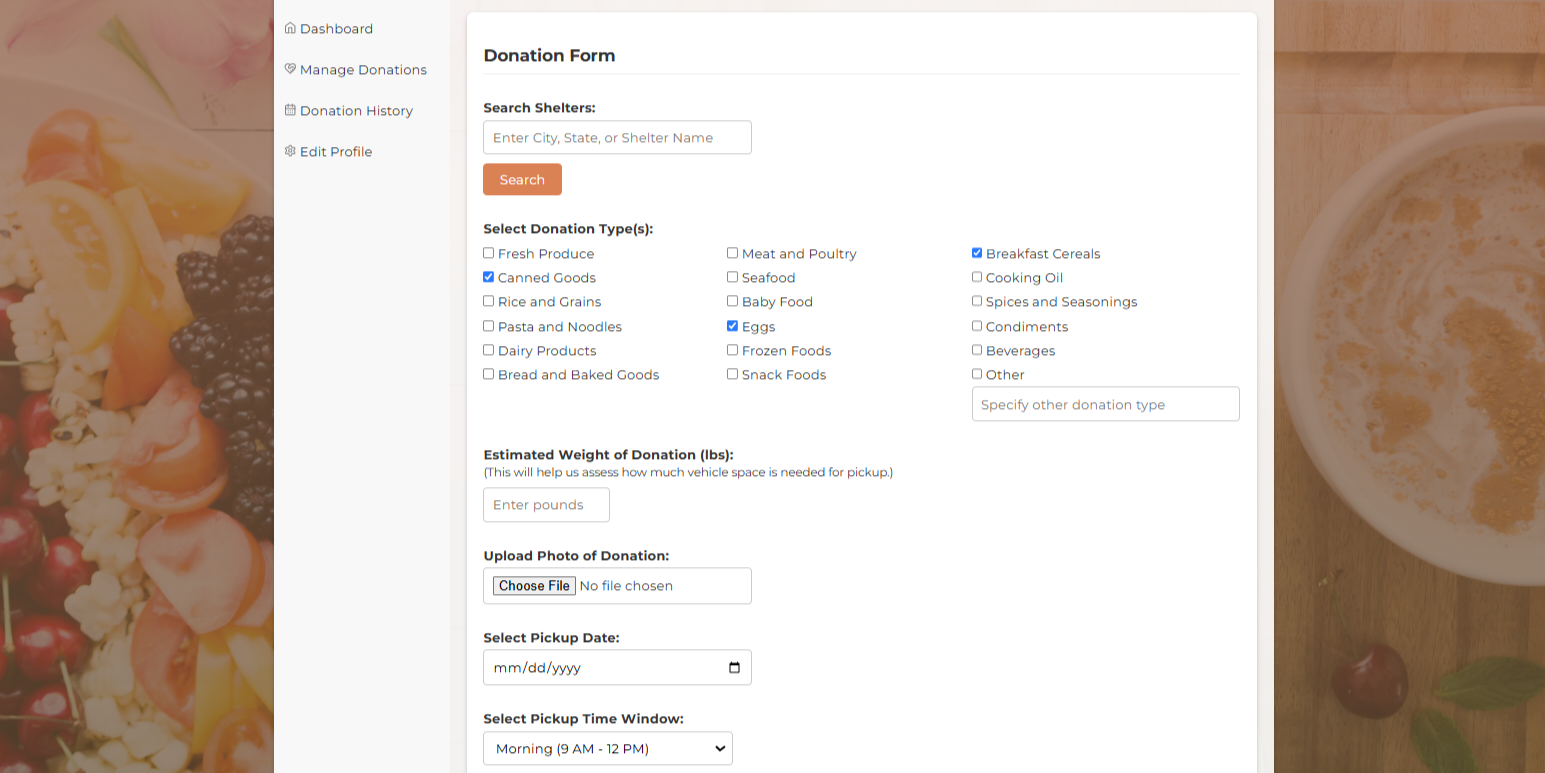 Dashboard
Manage Donations
Donation History
Edit Profile
Donation Form
Search Shelters:
Enter City, State, or Shelter Name
Search
Select Donation Type(s):
Fresh Produce
Canned Goods
Rice and Grains
Pasta and Noodles
Dairy Products
Bread and Baked Goods
Meat and Poultry
Seafood
Baby Food
Eggs
Frozen Foods
Snack Foods
Breakfast Cereals
Cooking Oil
Spices and Seasonings
Condiments
Beverages
Other
Specify other donation type
Estimated Weight of Donation (lbs):
(This will help us assess how much vehicle space is needed for pickup.)
Enter pounds
Upload Photo of Donation:
Choose File No file chosen
Select Pickup Date:
mm/dd/yyyy
Select Pickup Time Window:
Morning (9 AM - 12 PM)